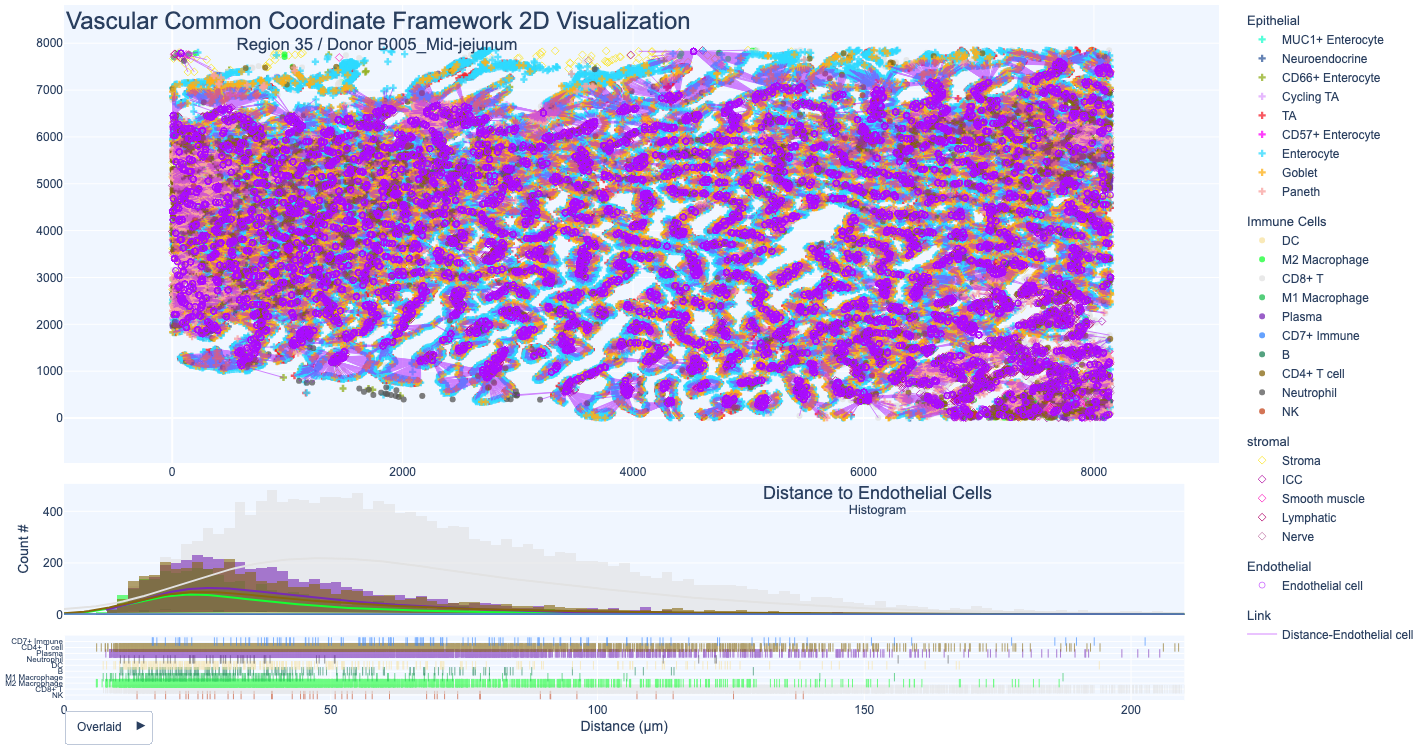 Vascular Common Coordinate Framework 2D Visualization
Region 35 / Donor B005_Mid-jejunum
8000
7000
6000
5000
4000
3000
2000
1000
0
0 2000 4000 6000 8000
Epithelial
MUC1+ Enterocyte
Neuroendocrine
CD66+ Enterocyte
Cycling TA
TA
CD57+ Enterocyte
Enterocyte
Goblet
Paneth
Immune Cells
DC
M2 Macrophage
CD8+ T
M1 Macrophage
Plasma
CD7+ Immune
B
CD4+ T cell
Neutrophil
NK
stromal
Stroma
ICC
Smooth muscle
Lymphatic
Nerve
Endothelial
Endothelial cell
Link
Distance-Endothelial cell
Distance to Endothelial Cells
Histogram
Count #
400
200
0
CD7+ Immune
CD4+ T cell
Plasma
Neutrophil
DC
B
M1 Macrophage
M2 Macrophage
CD8+ T
NK
0 50 100 150 200
Distance (μm)
Overlaid ►